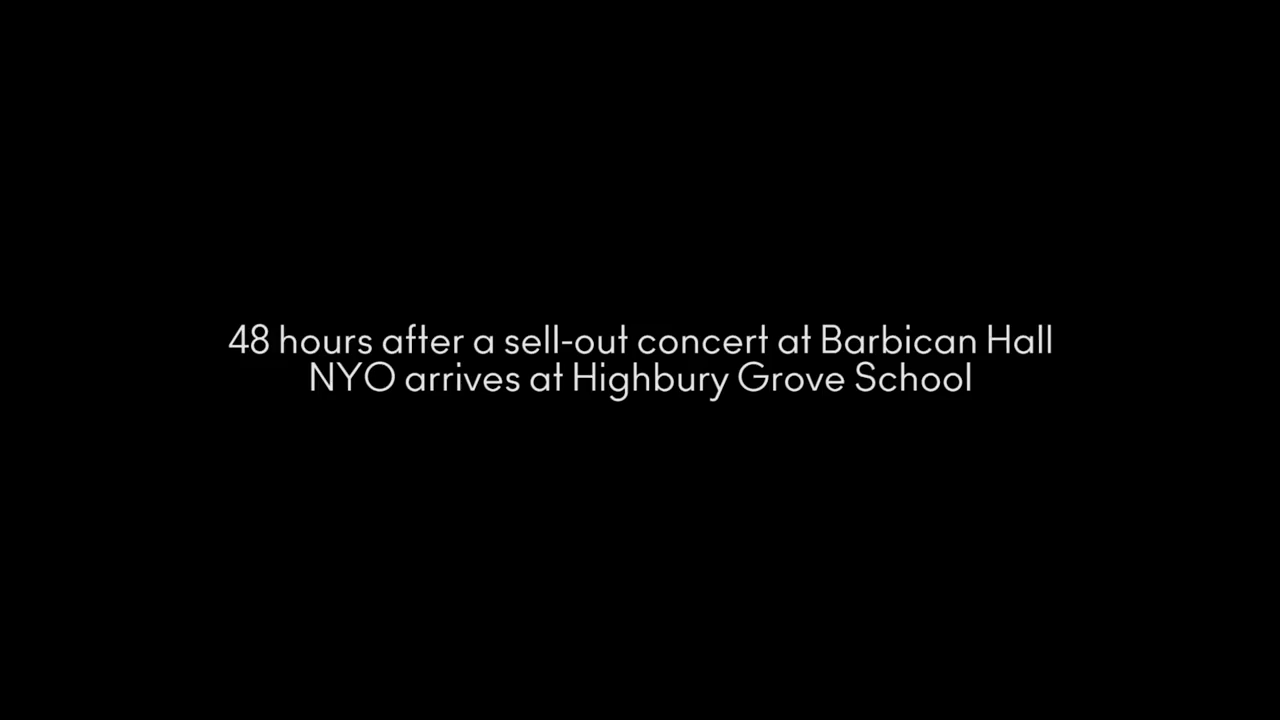 48 hours after a sell-out concert at Barbican Hall
NYO arrives at Highbury Grove School